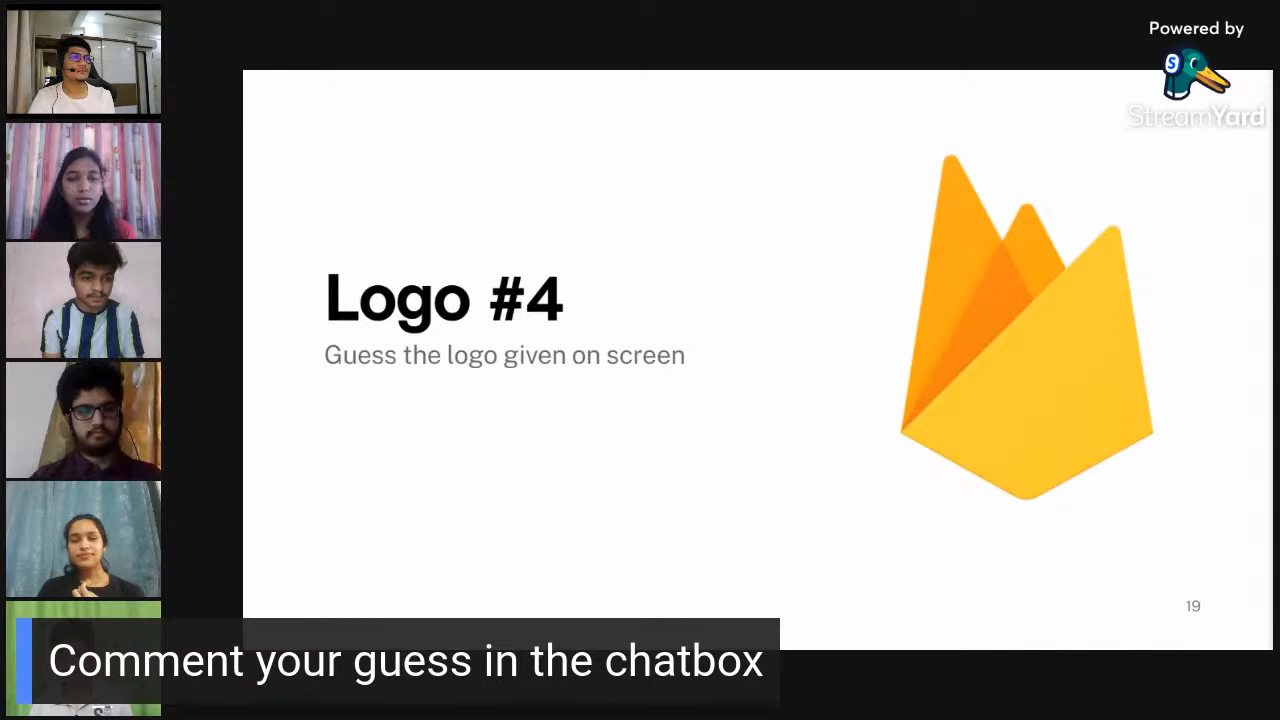 Powered by
S
StreamYard
Logo #4
Guess the logo given on screen
19
Comment your guess in the chatbox